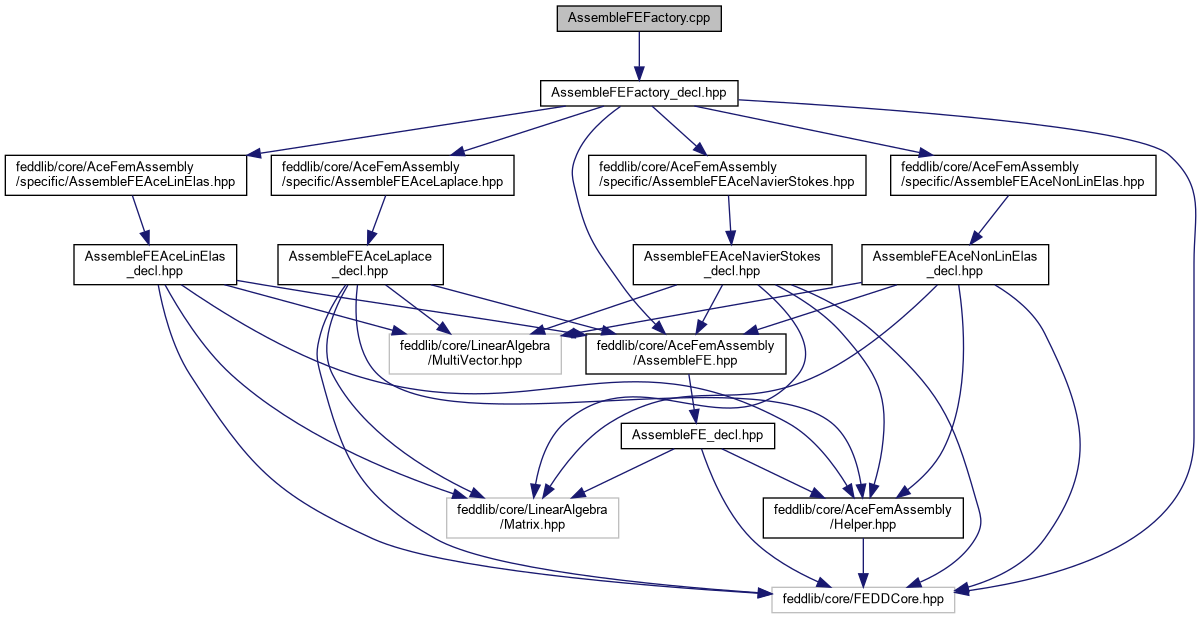 AssembleFEFactory.cpp
AssembleFEFactory_decl.hpp
feddlib/core/AceFemAssembly
/specific/AssembleFEAceLinElas.hpp
feddlib/core/AceFemAssembly
/specific/AssembleFEAceLaplace.hpp
feddlib/core/AceFemAssembly
/specific/AssembleFEAceNavierStokes.hpp
feddlib/core/AceFemAssembly
/specific/AssembleFEAceNonLinElas.hpp
AssembleFEAceLinElas
_decl.hpp
AssembleFEAceLaplace
_decl.hpp
AssembleFEAceNavierStokes
_decl.hpp
AssembleFEAceNonLinElas
_decl.hpp
feddlib/core/LinearAlgebra
/MultiVector.hpp
feddlib/core/AceFemAssembly
/AssembleFE.hpp
AssembleFE_decl.hpp
feddlib/core/LinearAlgebra
/Matrix.hpp
feddlib/core/AceFemAssembly
/Helper.hpp
feddlib/core/FEDDCore.hpp